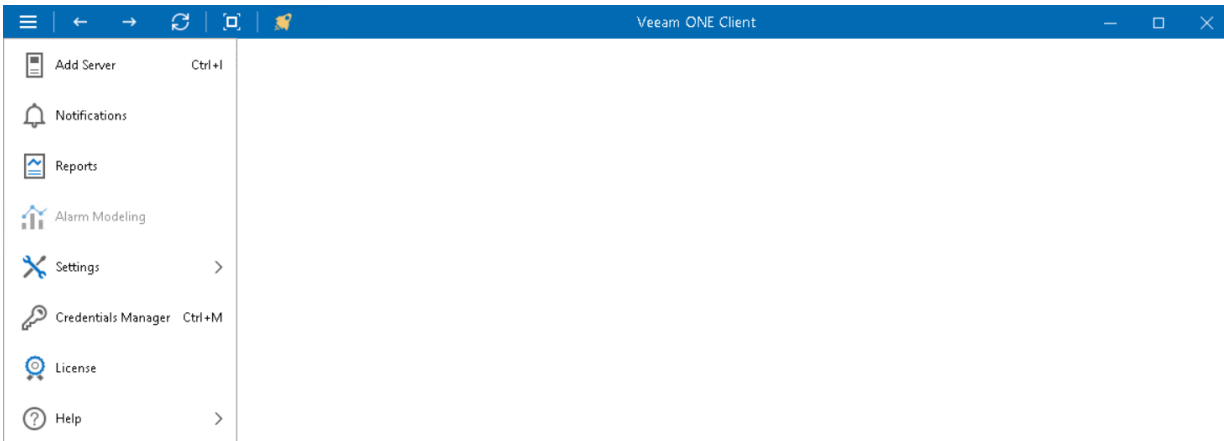 Veeam ONE Client
Add Server Ctrl+I
Notifications
Reports
Alarm Modeling
Settings
Credentials Manager Ctrl+M
License
Help